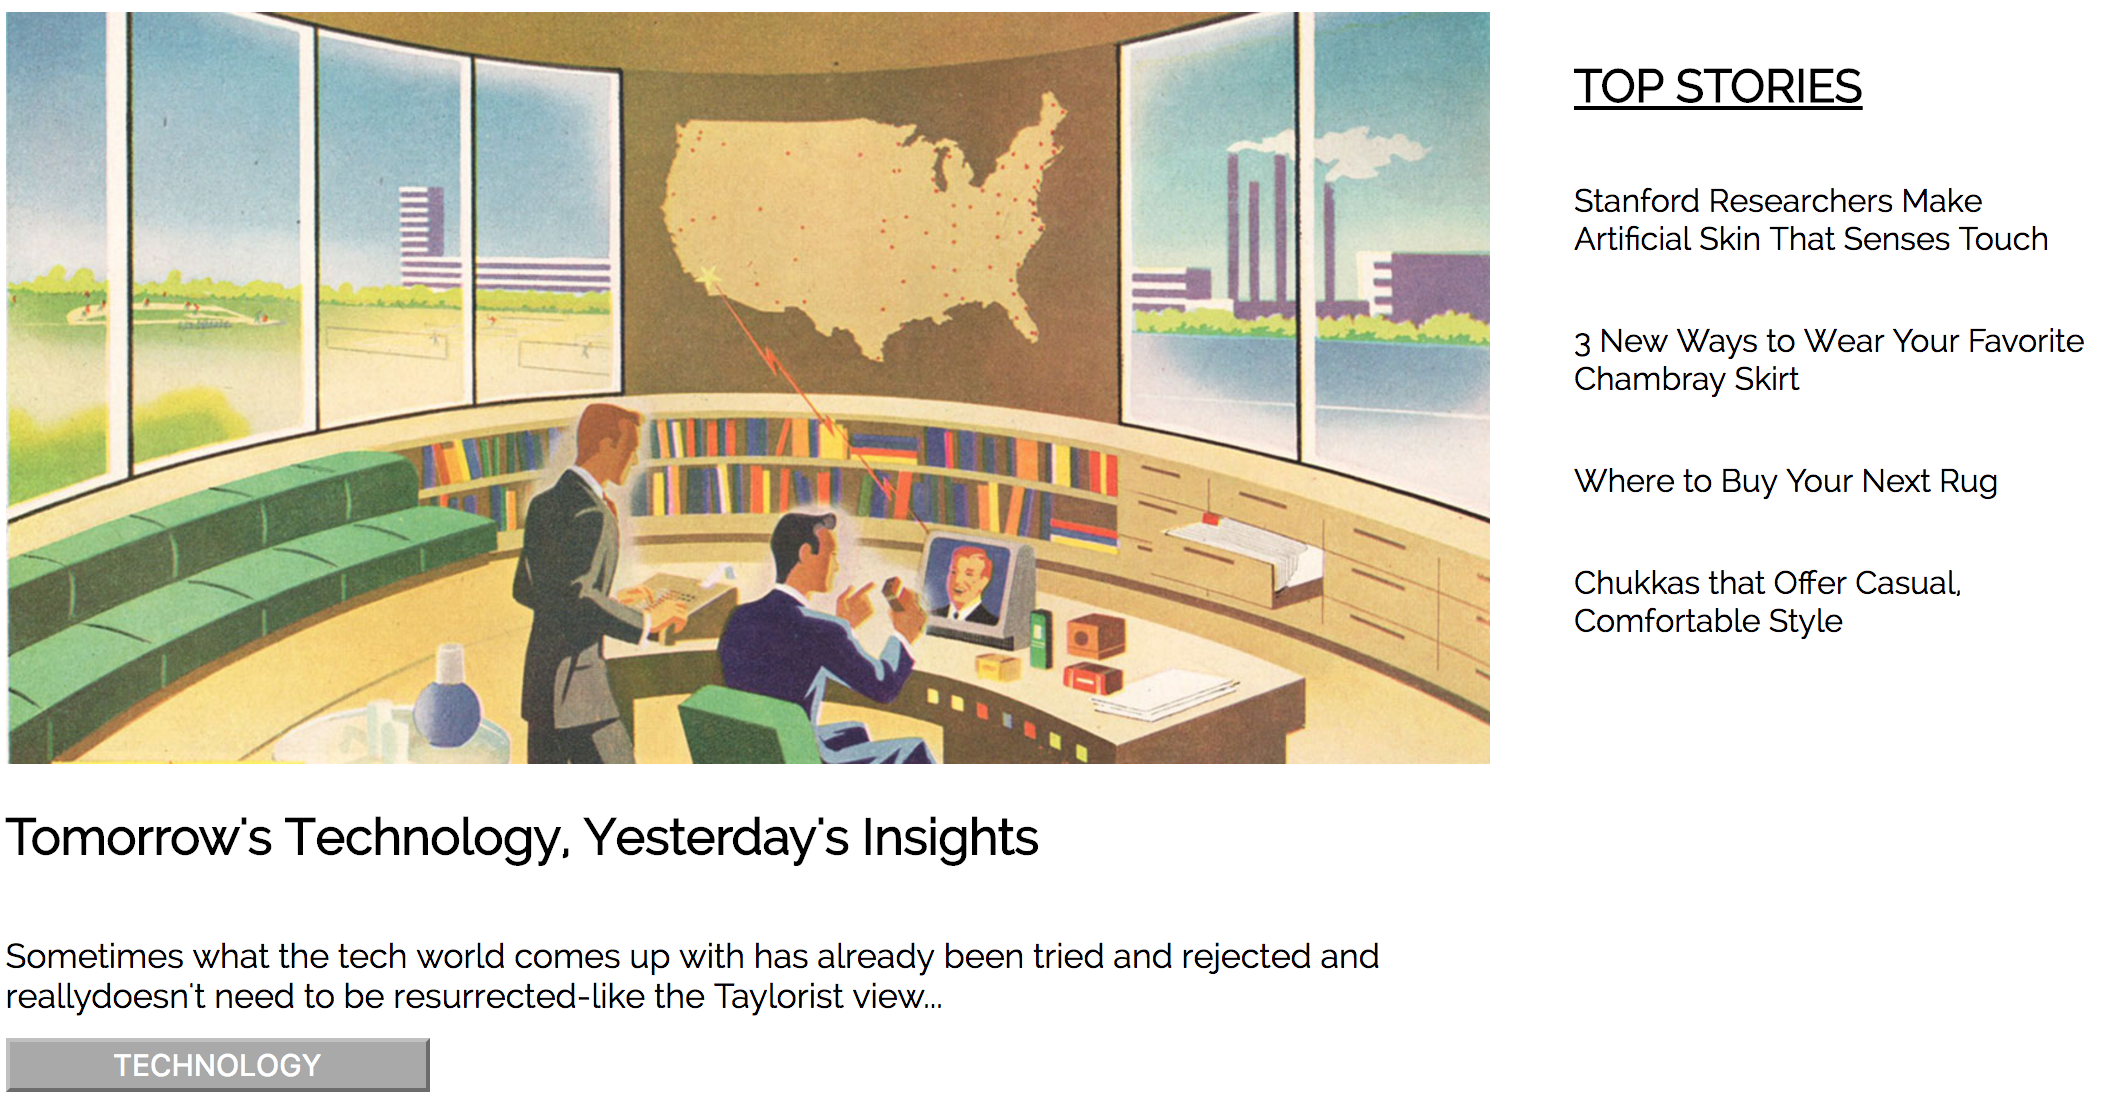 TOP STORIES
Stanford Researchers Make
Artificial Skin That Senses Touch
3 New Ways to Wear Your Favorite
Chambray Skirt
Where to Buy Your Next Rug
Chukkas that Offer Casual,
Comfortable Style
Tomorrow's Technology, Yesterday's Insights
Sometimes what the tech world comes up with has already been tried and rejected and
reallydoesn't need to be resurrected-like the Taylorist view...
TECHNOLOGY